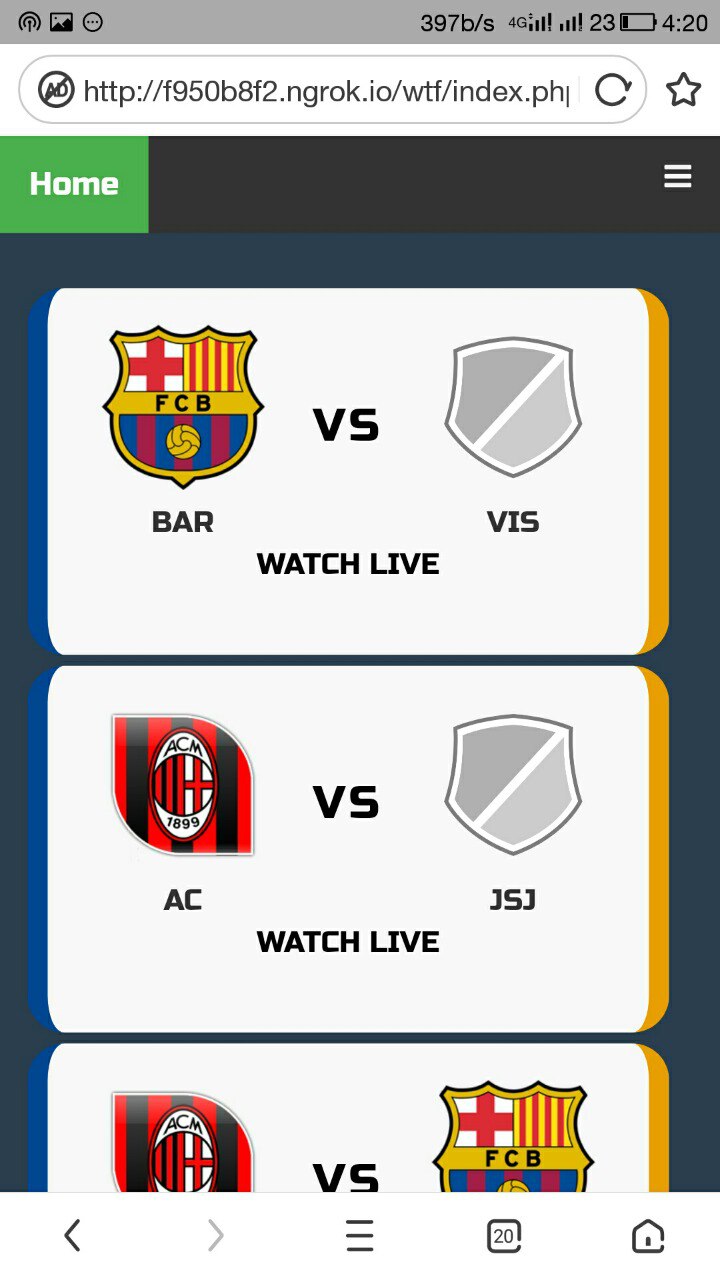 397b/s 4G 23 4:20
http://f950b8f2.ngrok.io/wtf/index.php
Home
FCB
VS
BAR
VIS
WATCH LIVE
ACM
1899
VS
AC
JSJ
WATCH LIVE
ACM
VS
FCB
20